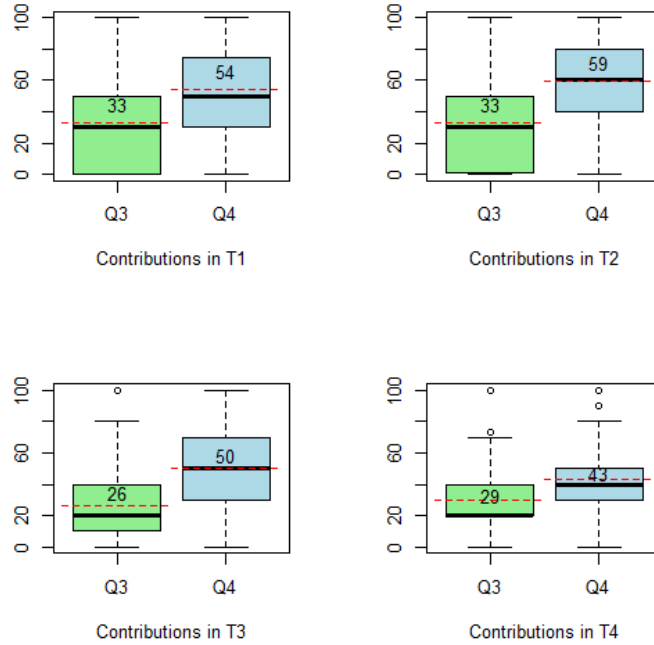 100
60
20
0
33
54
Q3
Q4
Contributions in T1
100
60
20
0
33
59
Q3
Q4
Contributions in T2
100
60
20
0
26
50
Q3
Q4
Contributions in T3
100
60
20
0
29
43
Q3
Q4
Contributions in T4